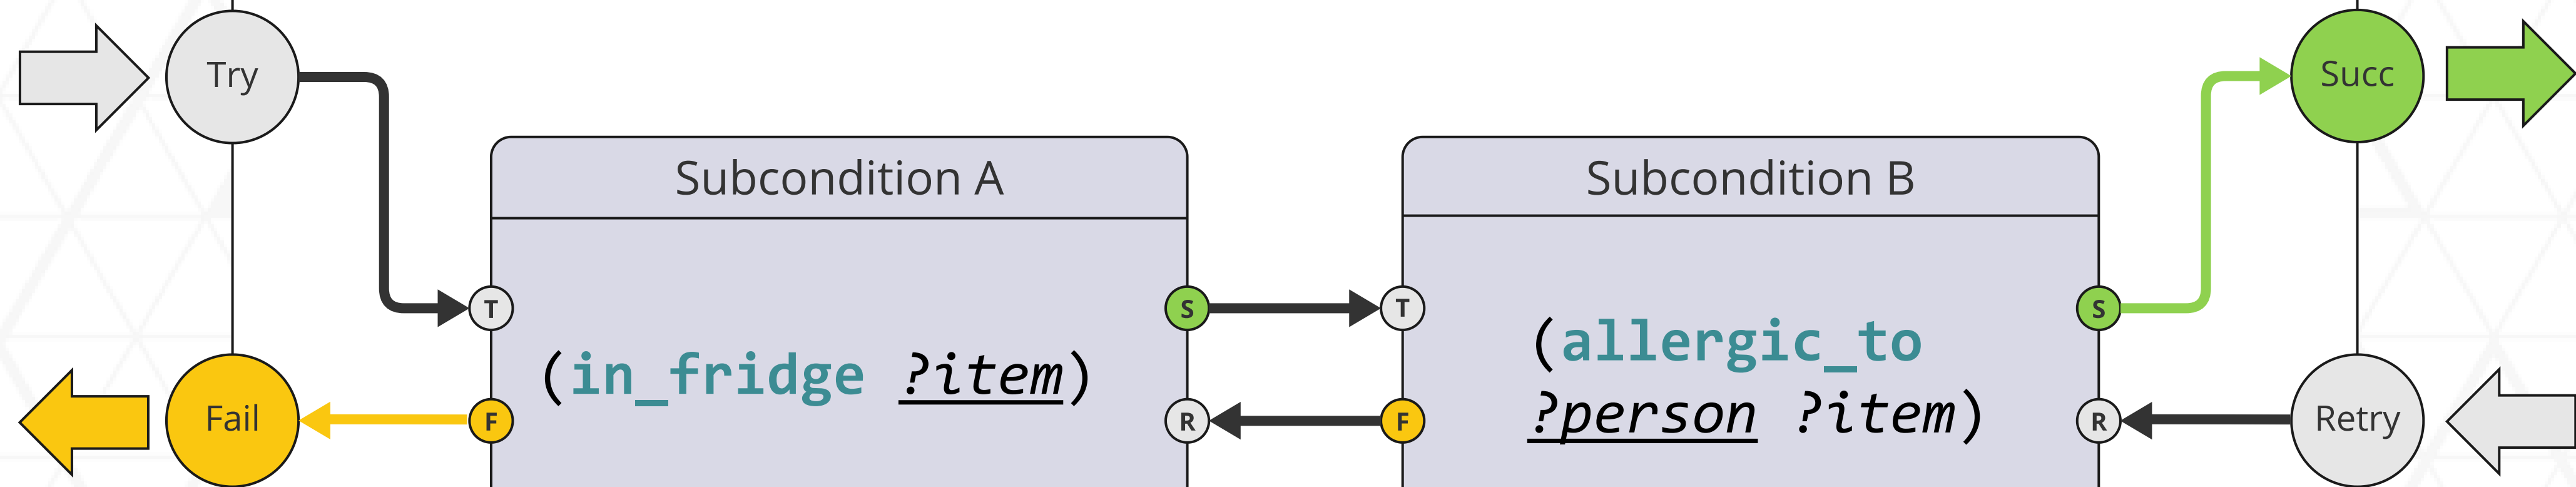 Try
Succ
Subcondition A
Subcondition B
T
S
T
S
(in_fridge ?item)
(allergic_to
?person ?item)
Fail
F
R
F
R
Retry